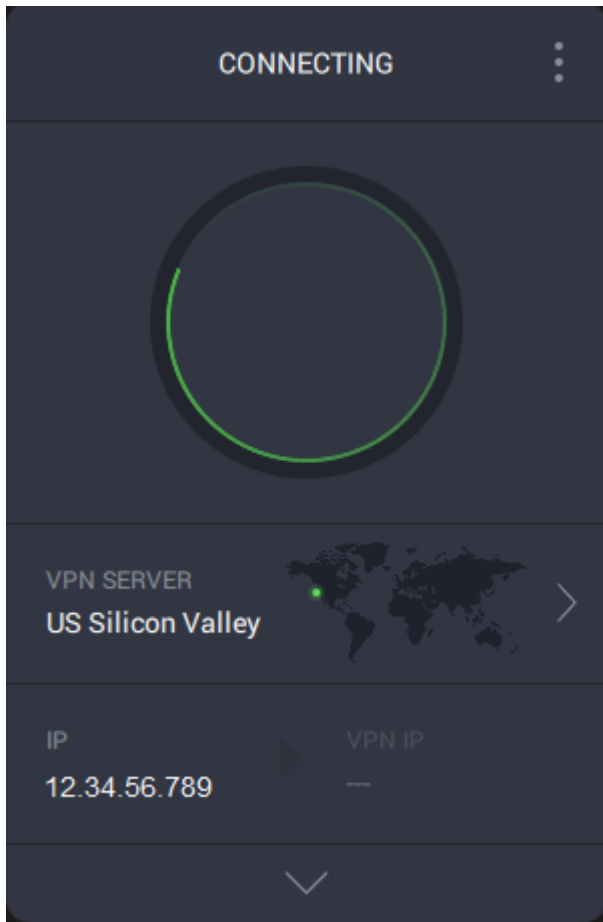 CONNECTING
VPN SERVER
US Silicon Valley
IP
VPN IP
12.34.56.789
---